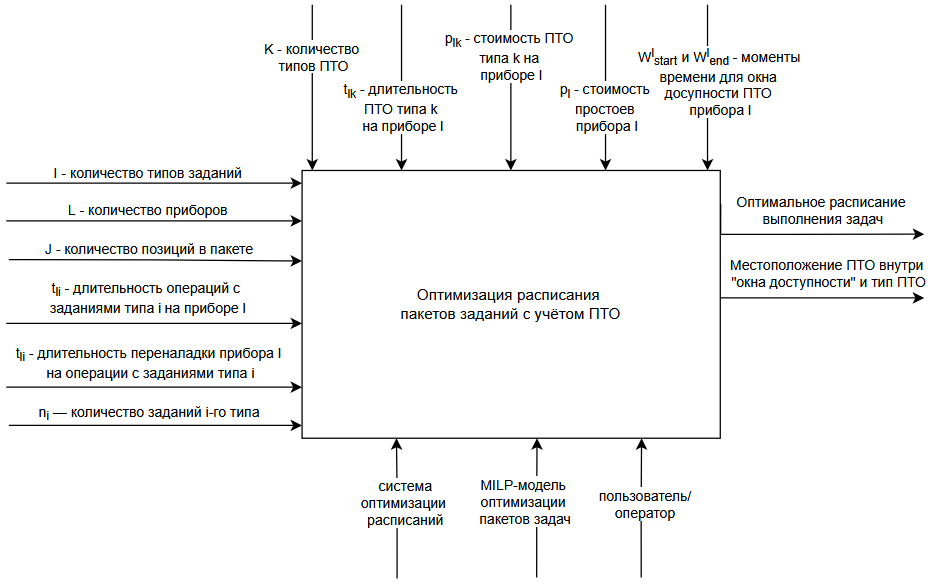 K - количество
типов ПТО
t_lk - длительность
ПТО типа k
на приборе l
p_lk - стоимость ПТО
типа k на
приборе l
p_l - стоимость
простоев
прибора l
W^l_start и W^l_end - моменты
времени для окна
досупности ПТО
прибора l
I - количество типов заданий
L - количество приборов
J - количество позиций в пакете
t_li - длительность операций с
заданиями типа i на приборе l
t_li - длительность переналадки прибора l
на операции с заданиями типа i
n_i — количество заданий i-го типа
Оптимизация расписания
пакетов заданий с учётом ПТО
Оптимальное расписание
выполнения задач
Местоположение ПТО внутри
"окна доступности" и тип ПТО
система
оптимизации
расписаний
MILP-модель
оптимизации
пакетов задач
пользователь/
оператор